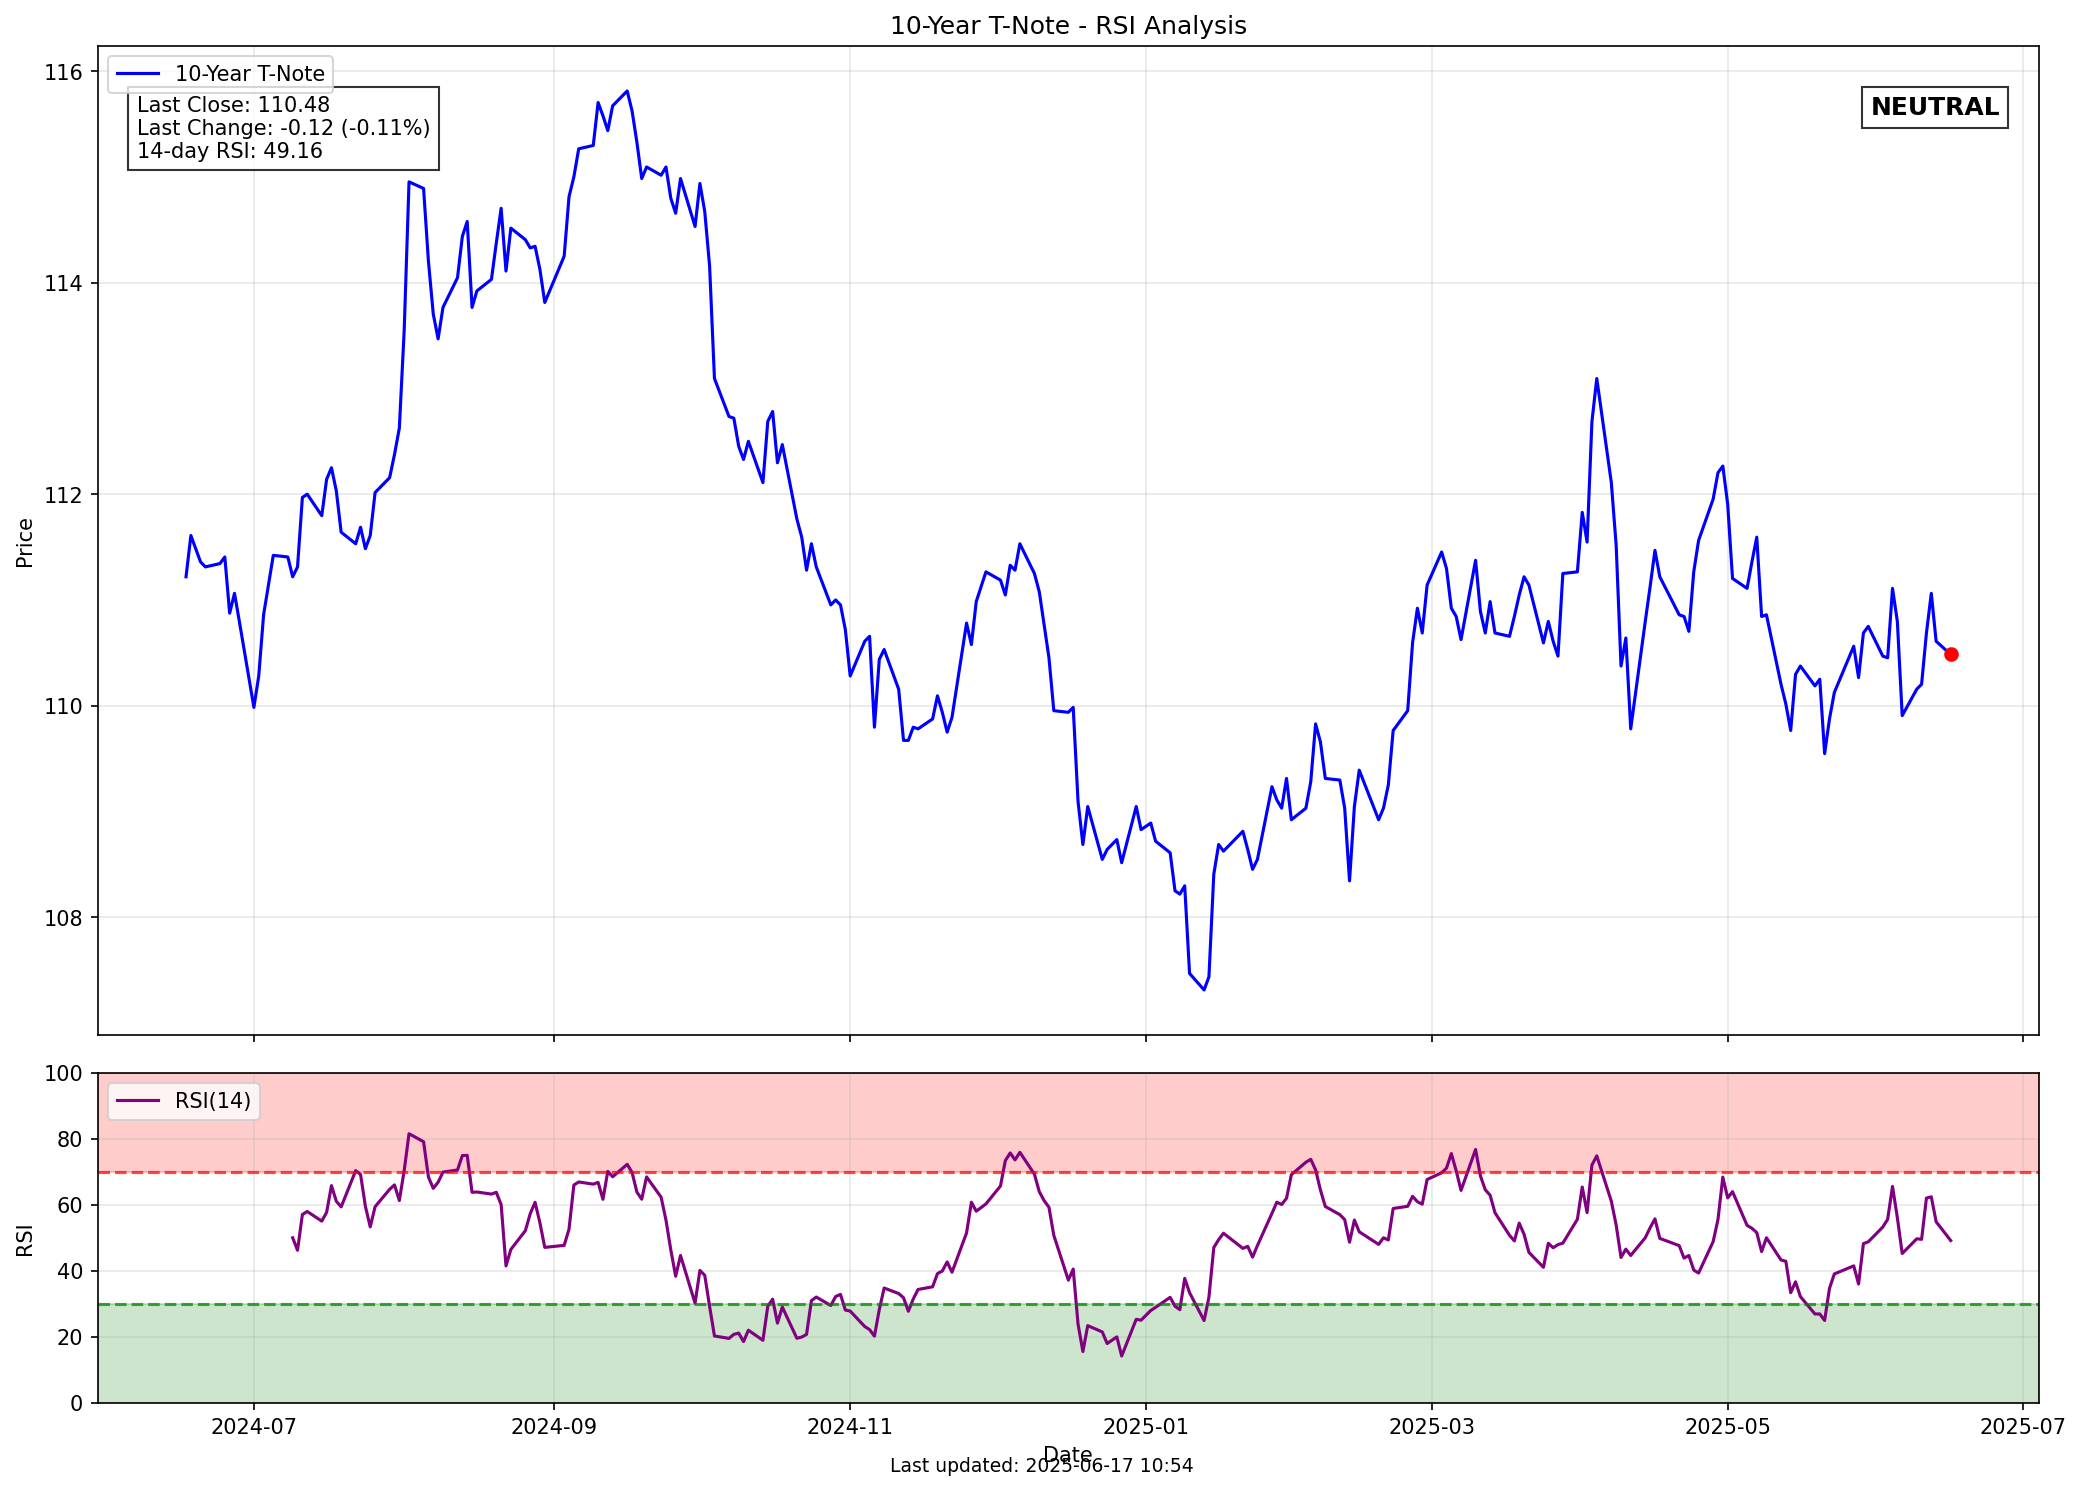 10-Year T-Note - RSI Analysis
10-Year T-Note
Last Close: 110.48
Last Change: -0.12 (-0.11%)
14-day RSI: 49.16
NEUTRAL
Price
116
114
112
110
108
RSI(14)
RSI
100
80
60
40
20
0
2024-07 2024-09 2024-11 2025-01 2025-03 2025-05 2025-07
Date
Last updated: 2025-06-17 10:54